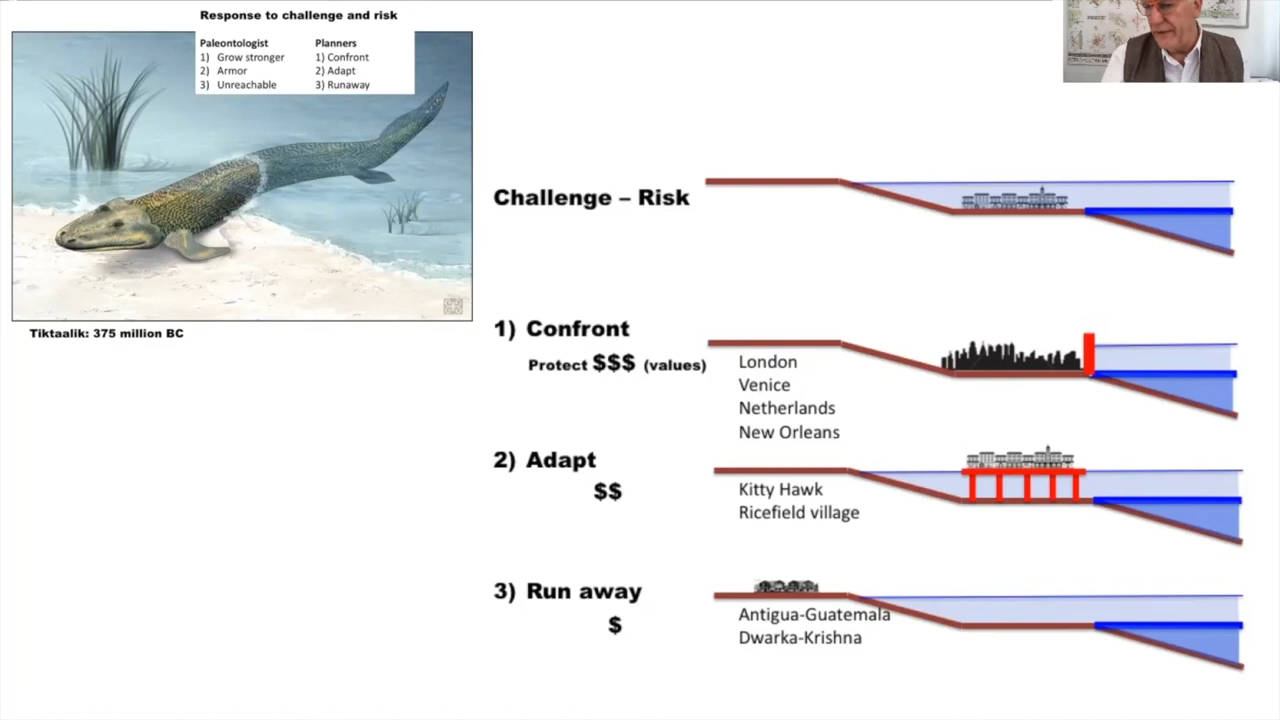 Response to challenge and risk
Paleontologist
1) Grow stronger
2) Armor
3) Unreachable
Planners
1) Confront
2) Adapt
3) Runaway
Tiktaalik: 375 million BC
Challenge – Risk
1) Confront
Protect $$$ (values)
London
Venice
Netherlands
New Orleans
2) Adapt
$$
Kitty Hawk
Ricefield village
3) Run away
$
Antigua-Guatemala
Dwarka-Krishna